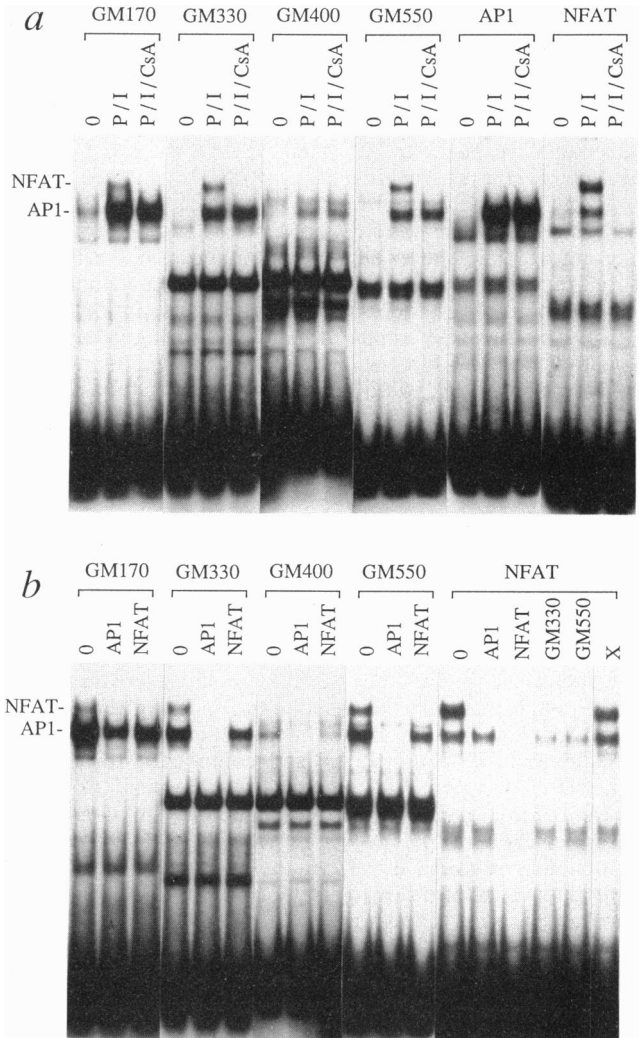 a
GM170 GM330 GM400 GM550 AP1 NFAT
0 P/I P/I/CsA 0 P/I P/I/CsA 0 P/I P/I/CsA 0 P/I P/I/CsA 0 P/I P/I/CsA 0 P/I P/I/CsA
NFAT-
AP1-
b
GM170 GM330 GM400 GM550 NFAT
0 AP1 NFAT 0 AP1 NFAT 0 AP1 NFAT 0 AP1 NFAT 0 AP1 NFAT GM330 GM550 X
NFAT-
AP1-